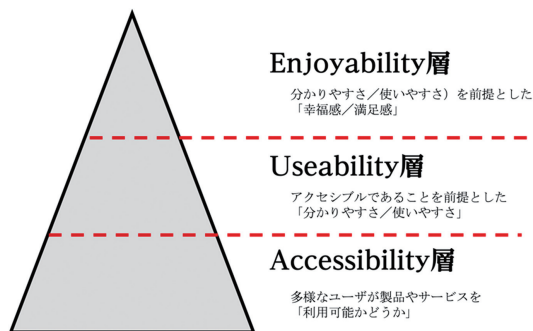 Enjoyability層
分かりやすさ／使いやすさ）を前提とした
「幸福感／満足感」
Useability層
アクセシブルであることを前提とした
「分かりやすさ／使いやすさ」
Accessibility層
多様なユーザが製品やサービスを
「利用可能かどうか」